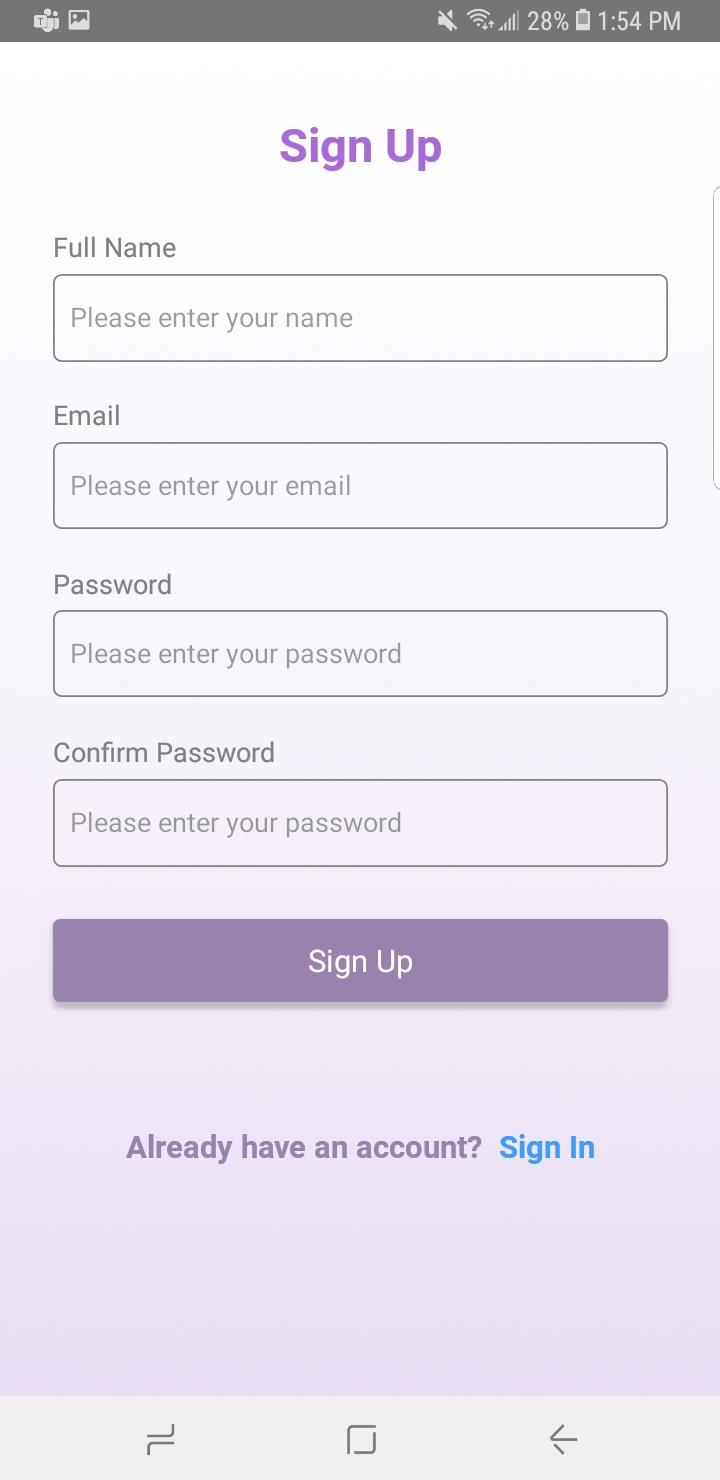 28% 1:54 PM
Sign Up
Full Name
Please enter your name
Email
Please enter your email
Password
Please enter your password
Confirm Password
Please enter your password
Sign Up
Already have an account? Sign In